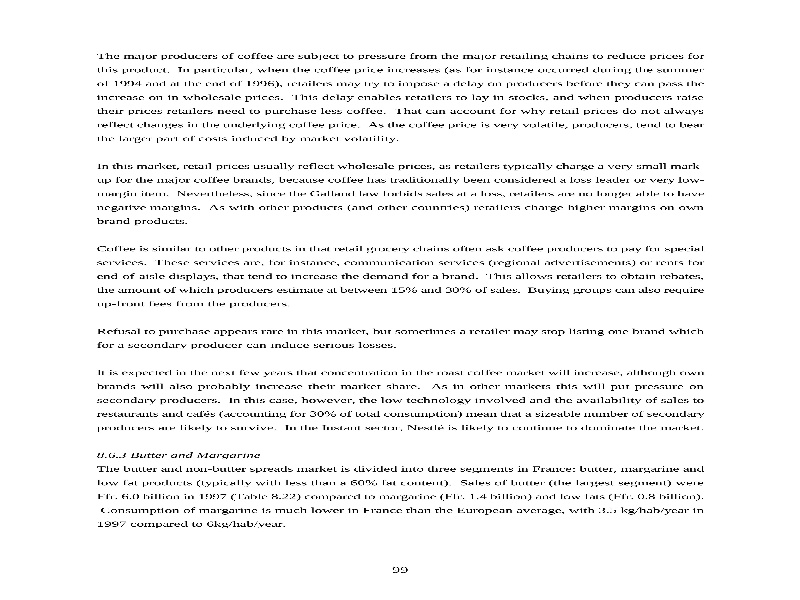 The major producers of coffee are subject to pressure from the major retailing chains to reduce prices for
this product. In particular, when the coffee price increases (as for instance occurred during the summer
of 1994 and at the end of 1996), retailers may try to impose a delay on producers before they can pass the
increase on in wholesale prices. This delay enables retailers to lay in stocks, and when producers raise
their prices retailers need to purchase less coffee. That can account for why retail prices do not always
reflect changes in the underlying coffee price. As the coffee price is very volatile, producers, tend to bear
the larger part of costs induced by market volatility.
In this market, retail prices usually reflect wholesale prices, as retailers typically charge a very small mark-
up for the major coffee brands, because coffee has traditionally been considered a loss leader or very low-
margin item. Nevertheless, since the Galland law forbids sales at a loss, retailers are no longer able to have
negative margins. As with other products (and other countries) retailers charge higher margins on own
brand products.
Coffee is similar to other products in that retail grocery chains often ask coffee producers to pay for special
services. These services are, for instance, communication services (regional advertisements) or rents for
end-of-aisle displays, that tend to increase the demand for a brand. This allows retailers to obtain rebates,
the amount of which producers estimate at between 15% and 30% of sales. Buying groups can also require
up-front fees from the producers.
Refusal to purchase appears rare in this market, but sometimes a retailer may stop listing one brand which
for a secondary producer can induce serious losses.
It is expected in the next few years that concentration in the roast coffee market will increase, although own
brands will also probably increase their market share. As in other markets this will put pressure on
secondary producers. In this case, however, the low technology involved and the availability of sales to
restaurants and cafés (accounting for 30% of total consumption) mean that a sizeable number of secondary
producers are likely to survive. In the Instant sector, Nestlé is likely to continue to dominate the market.
8.6.3 Butter and Margarine
The butter and non-butter spreads market is divided into three segments in France: butter, margarine and
low fat products (typically with less than a 60% fat content). Sales of butter (the largest segment) were
Ffr. 6.0 billion in 1997 (Table 8.22) compared to margarine (Ffr. 1.4 billion) and low fats (Ffr. 0.8 billion).
Consumption of margarine is much lower in France than the European average, with 3.5 kg/hab/year in
1997 compared to 6kg/hab/year.
99